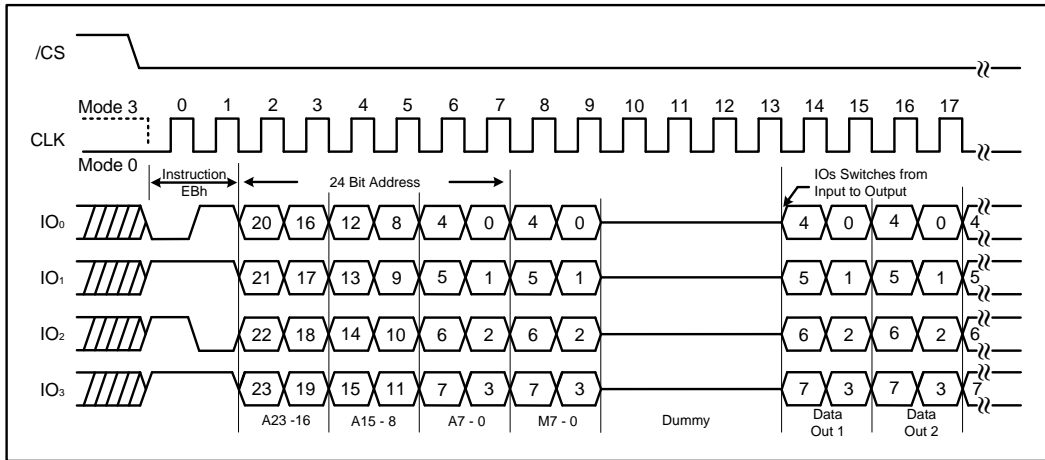 /CS
Mode 3 0 1 2 3 4 5 6 7 8 9 10 11 12 13 14 15 16 17
CLK
Mode 0
Instruction
EBh
24 Bit Address
IOs Switches from
Input to Output
IO0 20 16 12 8 4 0 4 0 4 0 4 0 4
IO1 21 17 13 9 5 1 5 1 5 1 5 1 5
IO2 22 18 14 10 6 2 6 2 6 2 6 2 6
IO3 23 19 15 11 7 3 7 3 7 3 7 3 7
A23 -16 A15 - 8 A7 - 0 M7 - 0 Dummy
Data
Out 1
Data
Out 2